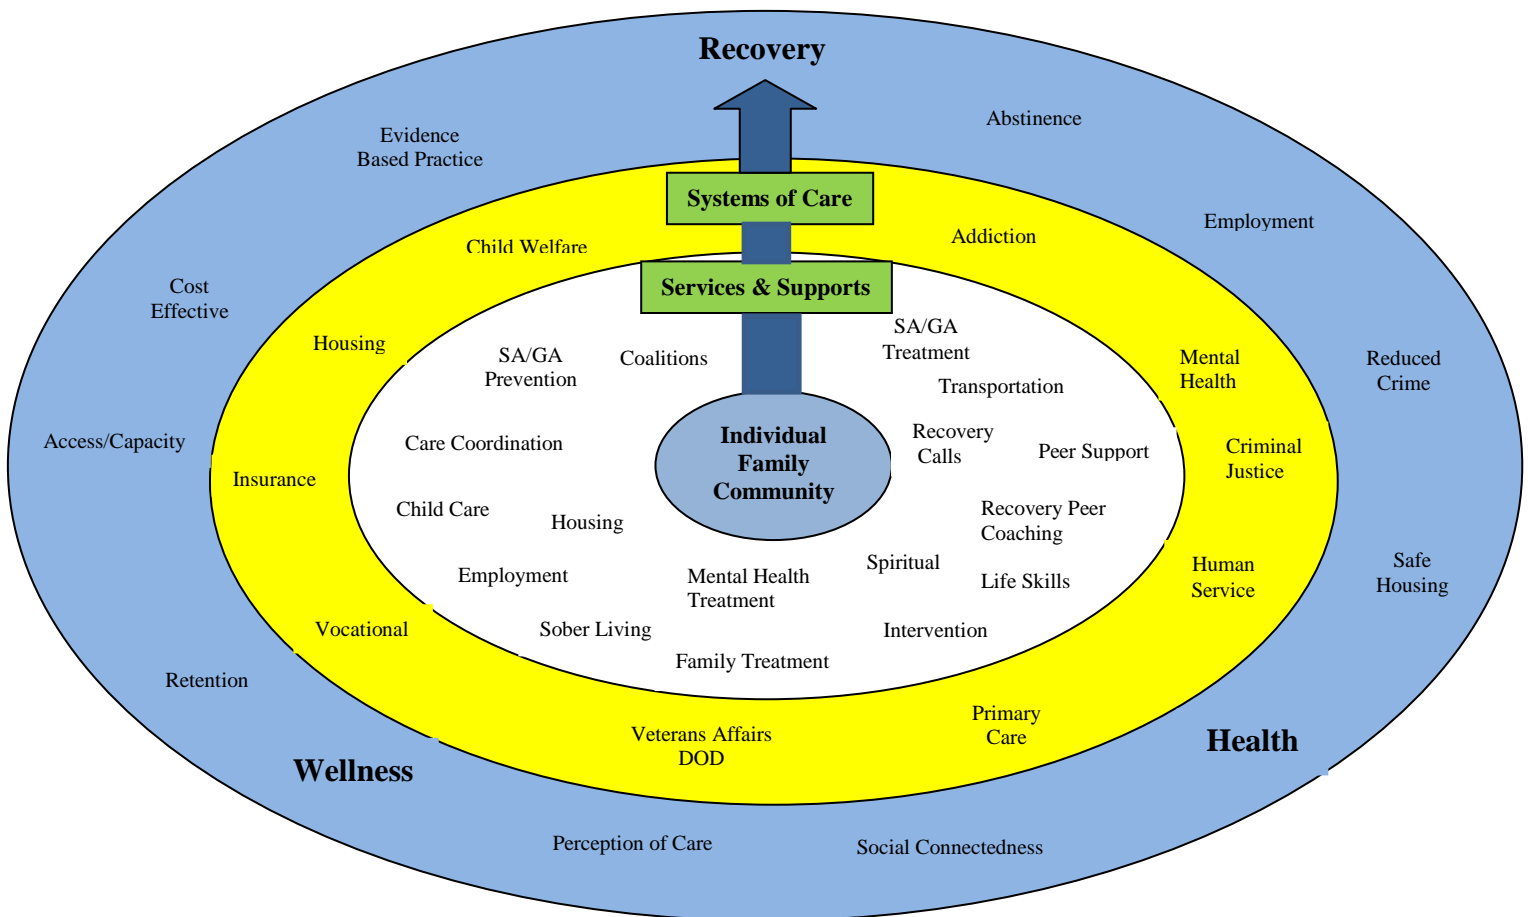 Recovery
Evidence
Based Practice
Abstinence
Systems of Care
Employment
Child Welfare
Addiction
Cost
Effective
Services & Supports
Housing
SA/GA
Prevention
Coalitions
SA/GA
Treatment
Mental
Health
Reduced
Crime
Transportation
Access/Capacity
Care Coordination
Individual
Family
Community
Recovery
Calls
Peer Support
Criminal
Justice
Insurance
Child Care
Housing
Recovery Peer
Coaching
Employment
Mental Health
Treatment
Spiritual
Life Skills
Human
Service
Safe
Housing
Vocational
Sober Living
Intervention
Family Treatment
Retention
Veterans Affairs
DOD
Primary
Care
Health
Wellness
Perception of Care
Social Connectedness